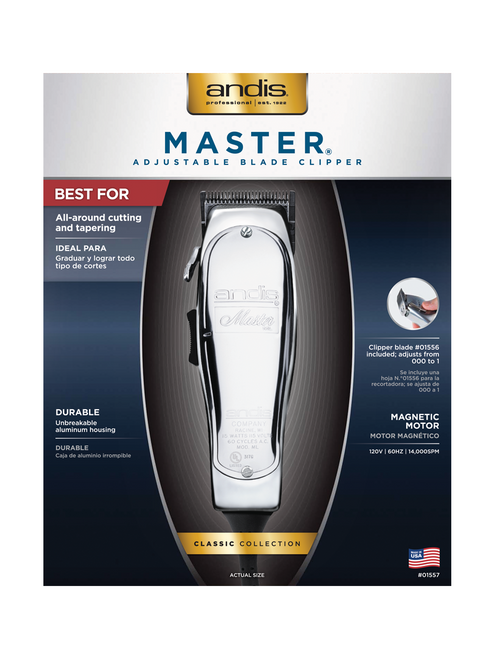 andis®
professional | est. 1922
MASTER®
ADJUSTABLE BLADE CLIPPER
BEST FOR
All-around cutting
and tapering
IDEAL PARA
Graduar y lograr todo
tipo de cortes
andis
Master
Clipper blade #01556
included; adjusts from
000 to 1
Se incluye una
hoja N.°01556 para la
recortadora; se ajusta de
000 a 1
DURABLE
Unbreakable
aluminum housing
DURABLE
Caja de aluminio irrompible
MAGNETIC
MOTOR
MOTOR MAGNÉTICO
120V | 60HZ | 14,000SPM
andis
COMPANY
CLASSIC COLLECTION
ACTUAL SIZE
Made in
USA
#01557